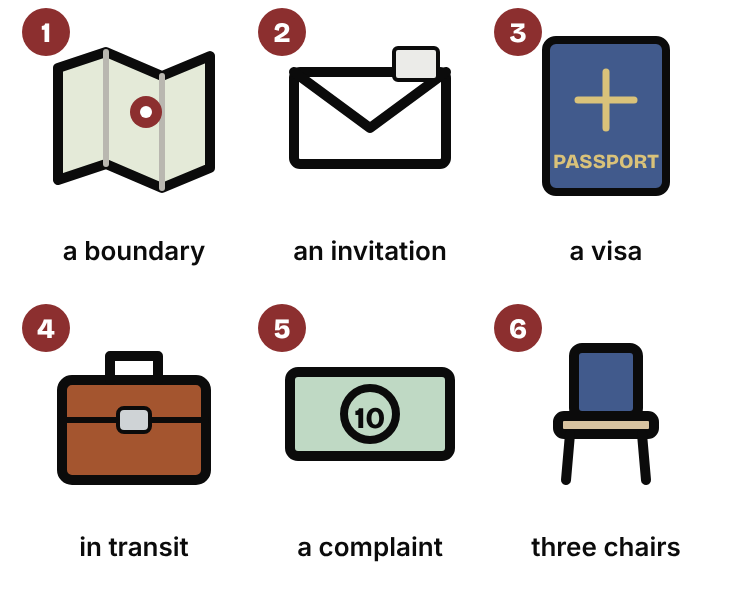 1
2
3
PASSPORT
a boundary
an invitation
a visa
4
5
6
10
in transit
a complaint
three chairs